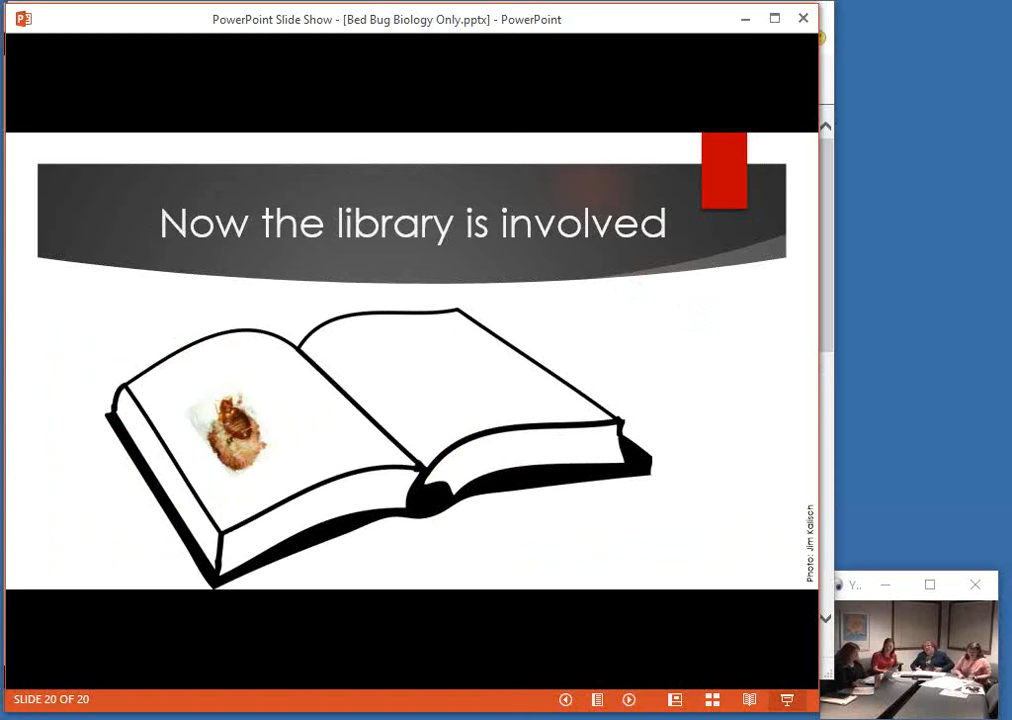 PowerPoint Slide Show - [Bed Bug Biology Only.pptx] - PowerPoint
Now the library is involved
Photo: Jim Kalisch
Y..
SLIDE 20 OF 20